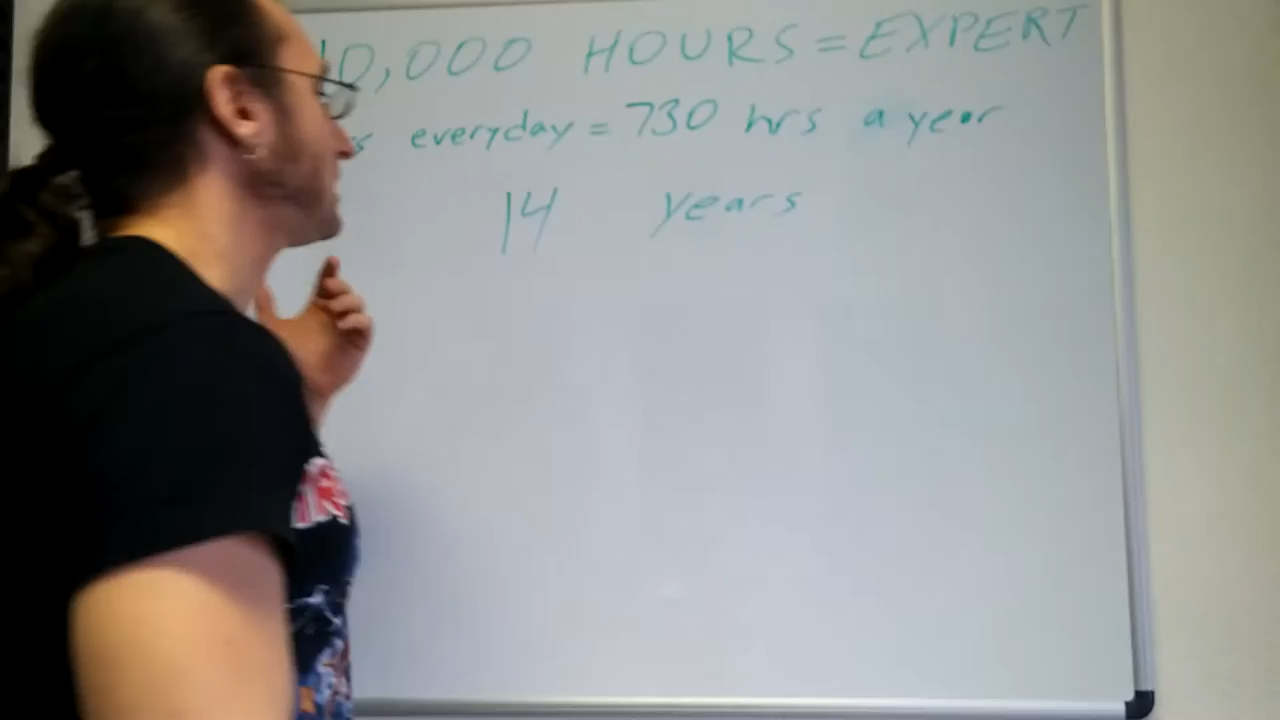 10,000 HOURS = EXPERT
everyday = 730 hrs a year
14 years